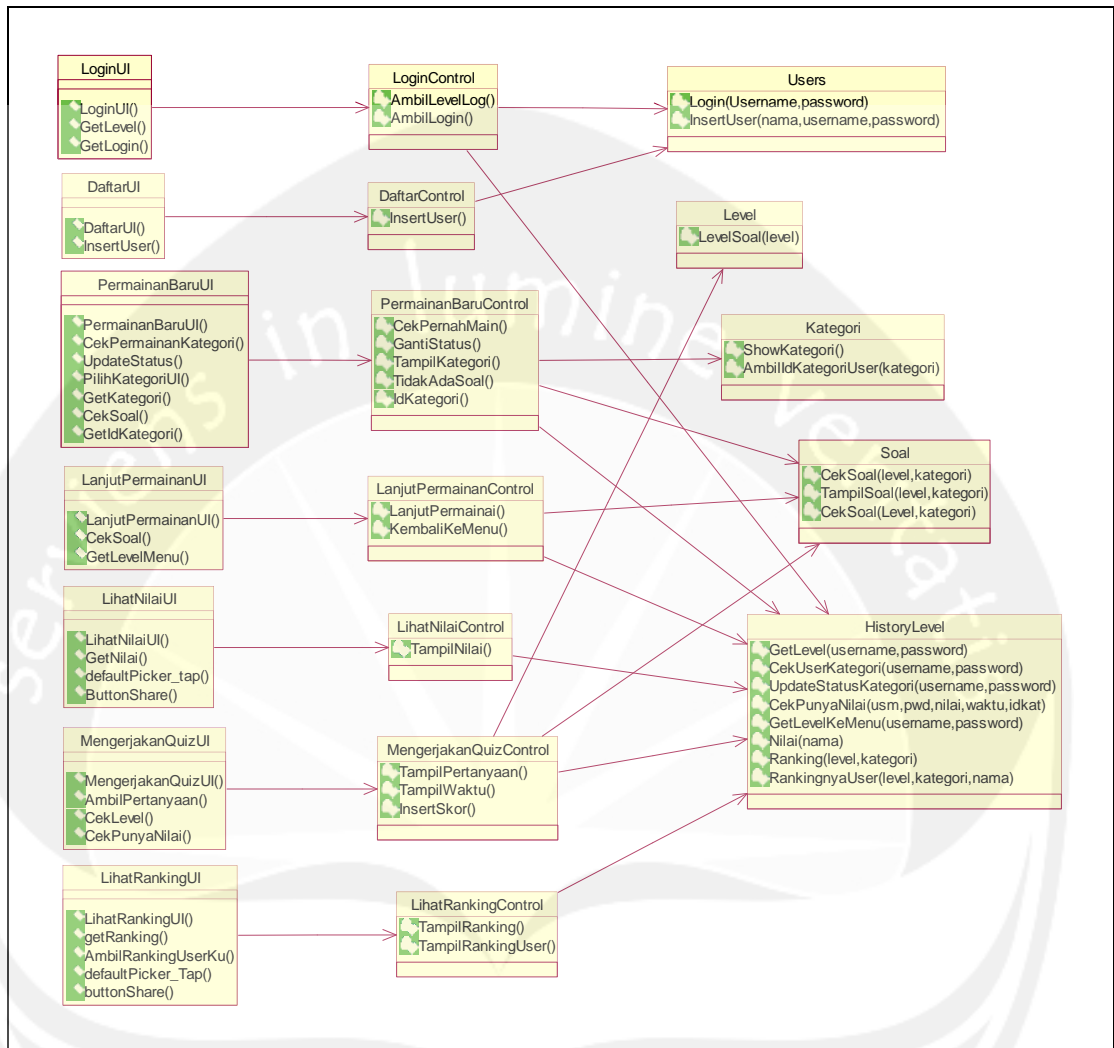 LoginUI
LoginUI()
GetLevel()
GetLogin()
DaftarUI
DaftarUI()
InsertUser()
PermainanBaruUI
PermainanBaruUI()
CekPermainanKategori()
UpdateStatus()
PilihKategoriUI()
GetKategori()
CekSoal()
GetIdKategori()
LanjutPermainanUI
LanjutPermainanUI()
CekSoal()
GetLevelMenu()
LihatNilaiUI
LihatNilaiUI()
GetNilai()
defaultPicker_tap()
ButtonShare()
MengerjakanQuizUI
MengerjakanQuizUI()
AmbilPertanyaan()
CekLevel()
CekPunyaNilai()
LihatRankingUI
LihatRankingUI()
getRanking()
AmbilRankingUserKu()
defaultPicker_Tap()
buttonShare()
LoginControl
AmbilLevelLog()
AmbilLogin()
DaftarControl
InsertUser()
PermainanBaruControl
CekPernahMain()
GantiStatus()
TampilKategori()
TidakAdaSoal()
IdKategori()
LanjutPermainanControl
LanjutPermainai()
KembaliKeMenu()
LihatNilaiControl
TampilNilai()
MengerjakanQuizControl
TampilPertanyaan()
TampilWaktu()
InsertSkor()
LihatRankingControl
TampilRanking()
TampilRankingUser()
Users
Login(Username,password)
InsertUser(nama,username,password)
Level
LevelSoal(level)
Kategori
ShowKategori()
AmbilIdKategoriUser(kategori)
Soal
CekSoal(level,kategori)
TampilSoal(level,kategori)
CekSoal(Level,kategori)
HistoryLevel
GetLevel(username,password)
CekUserKategori(username,password)
UpdateStatusKategori(username,password)
CekPunyaNilai(usm,pwd,nilai,waktu,idkat)
GetLevelKeMenu(username,password)
Nilai(nama)
Ranking(level,kategori)
RankingnyaUser(level,kategori,nama)
serviens in lumine veritatis